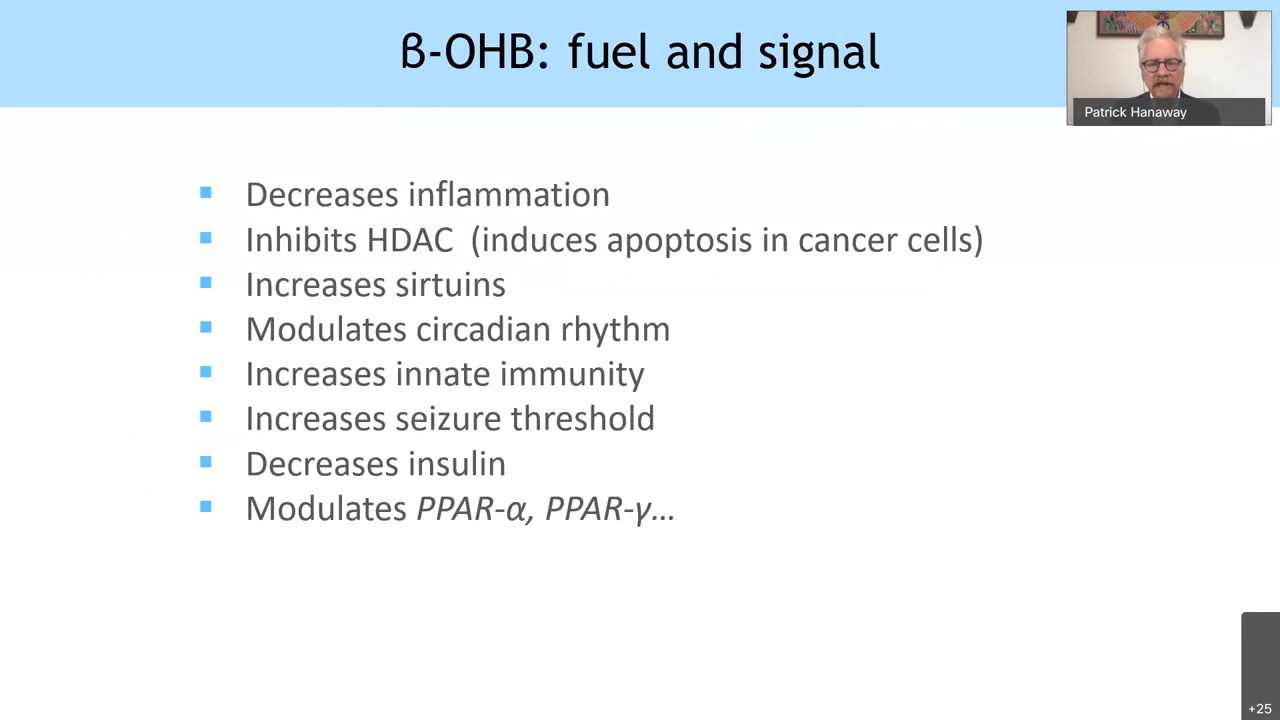 ß-OHB: fuel and signal
Patrick Hanaway
Decreases inflammation
Inhibits HDAC (induces apoptosis in cancer cells)
Increases sirtuins
Modulates circadian rhythm
Increases innate immunity
Increases seizure threshold
Decreases insulin
Modulates PPAR-α, PPAR-γ…
+25